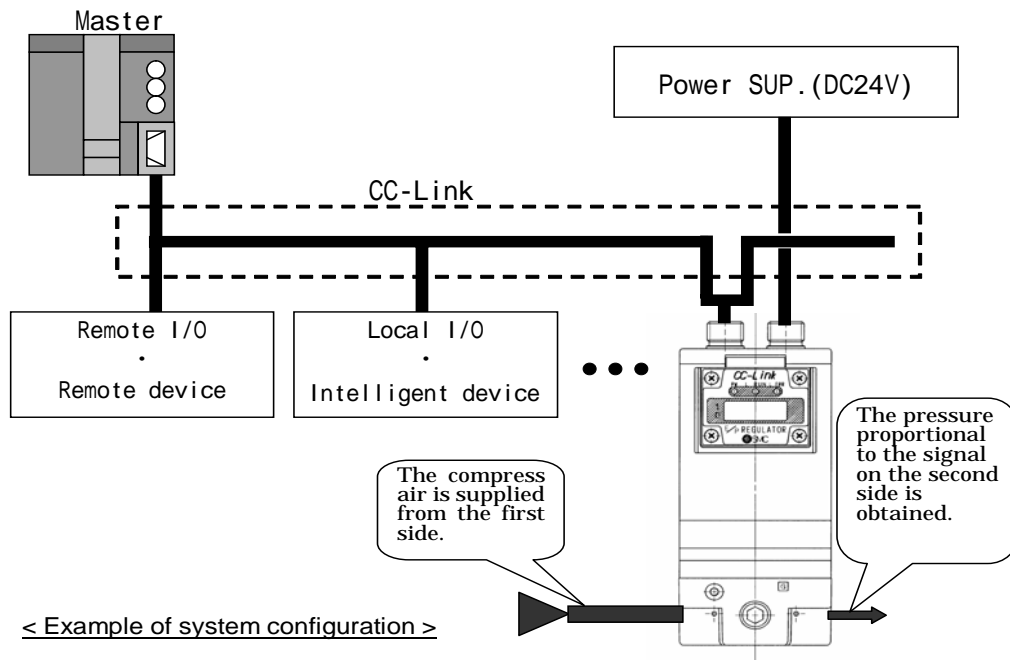 Master
Power SUP.(DC24V)
CC-Link
Remote I/O
・
Remote device
Local I/O
・
Intelligent device
●●●
CC-Link
REGULATOR
SMC
The compress
air is supplied
from the first
side.
The pressure
proportional
to the signal
on the second
side is
obtained.
< Example of system configuration >